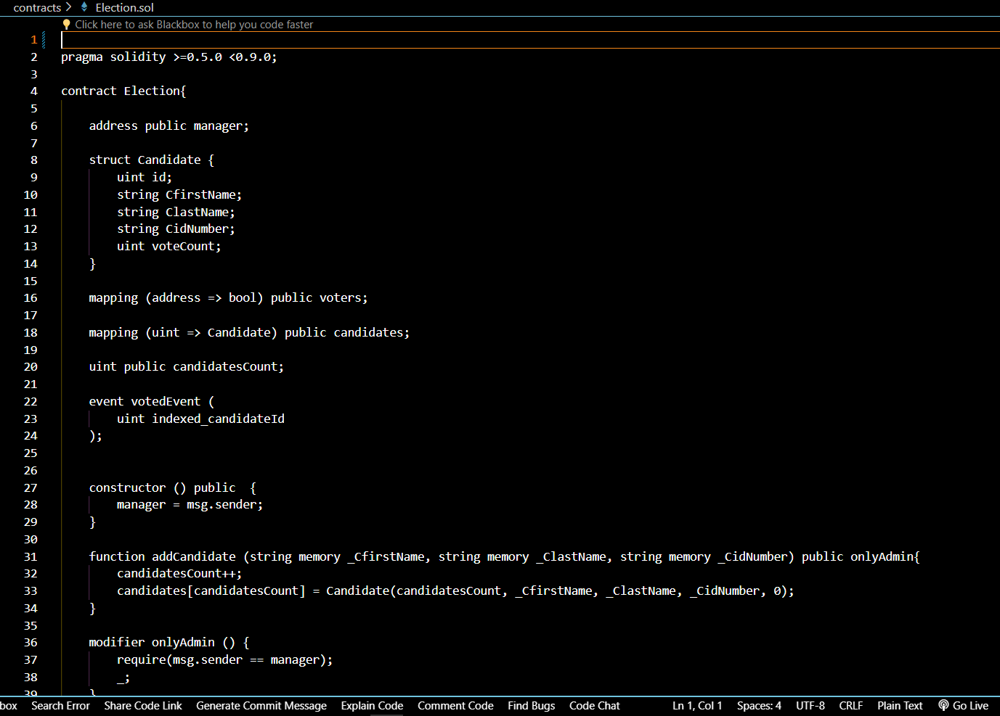 contracts > Election.sol
Click here to ask Blackbox to help you code faster
1
2 pragma solidity >=0.5.0 <0.9.0;
3
4 contract Election{
5
6     address public manager;
7
8     struct Candidate {
9         uint id;
10         string CfirstName;
11         string ClastName;
12         string CidNumber;
13         uint voteCount;
14     }
15
16     mapping (address => bool) public voters;
17
18     mapping (uint => Candidate) public candidates;
19
20     uint public candidatesCount;
21
22     event votedEvent (
23         uint indexed_candidateId
24     );
25
26
27     constructor () public  {
28         manager = msg.sender;
29     }
30
31     function addCandidate (string memory _CfirstName, string memory _ClastName, string memory _CidNumber) public onlyAdmin{
32         candidatesCount++;
33         candidates[candidatesCount] = Candidate(candidatesCount, _CfirstName, _ClastName, _CidNumber, 0);
34     }
35
36     modifier onlyAdmin () {
37         require(msg.sender == manager);
38         _;
39     }
box Search Error Share Code Link Generate Commit Message Explain Code Comment Code Find Bugs Code Chat Ln 1, Col 1 Spaces: 4 UTF-8 CRLF Plain Text Go Live